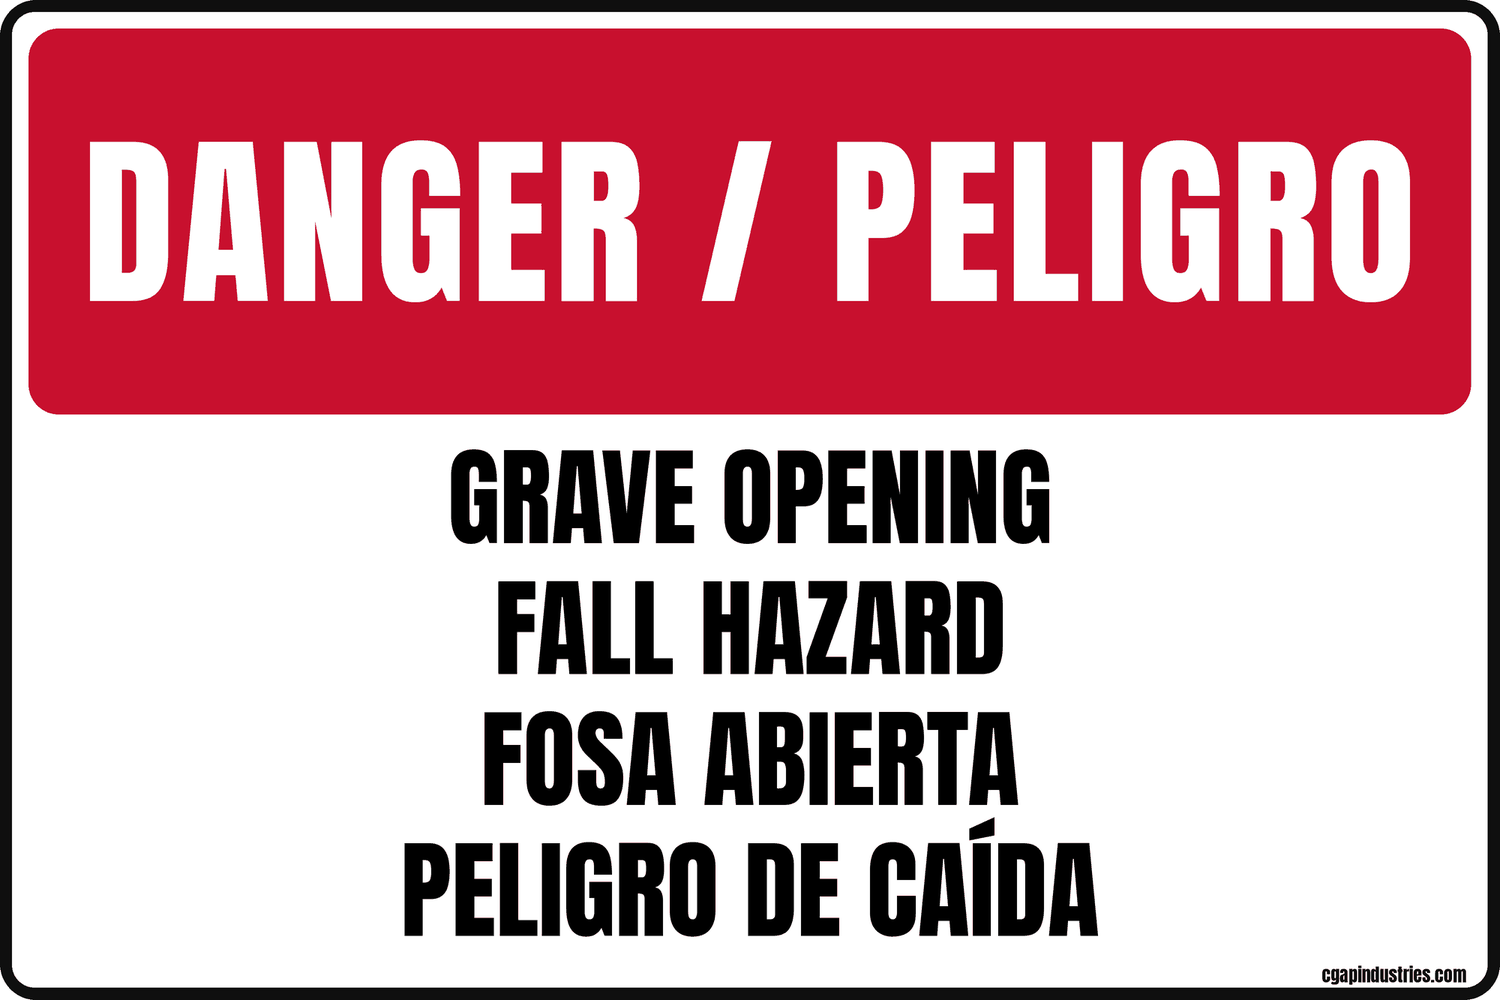 DANGER / PELIGRO
GRAVE OPENING
FALL HAZARD
FOSA ABIERTA
PELIGRO DE CAÍDA
cgapindustries.com